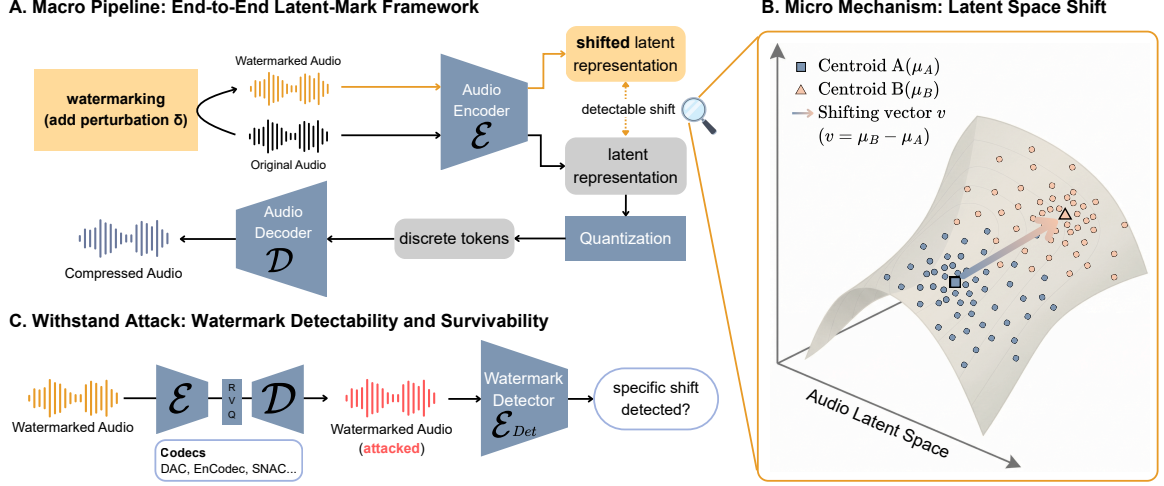 A. Macro Pipeline: End-to-End Latent-Mark Framework
watermarking
(add perturbation δ)
Watermarked Audio
Original Audio
Audio
Encoder
ℰ
shifted latent
representation
detectable shift
latent
representation
Quantization
discrete tokens
Audio
Decoder
𝒟
Compressed Audio
B. Micro Mechanism: Latent Space Shift
Centroid A(μ_A)
Centroid B(μ_B)
Shifting vector v
(v = μ_B − μ_A)
Audio Latent Space
C. Withstand Attack: Watermark Detectability and Survivability
Watermarked Audio
ℰ
R
V
Q
𝒟
Codecs
DAC, EnCodec, SNAC...
Watermarked Audio
(attacked)
Watermark
Detector
ℰ_Det
specific shift
detected?